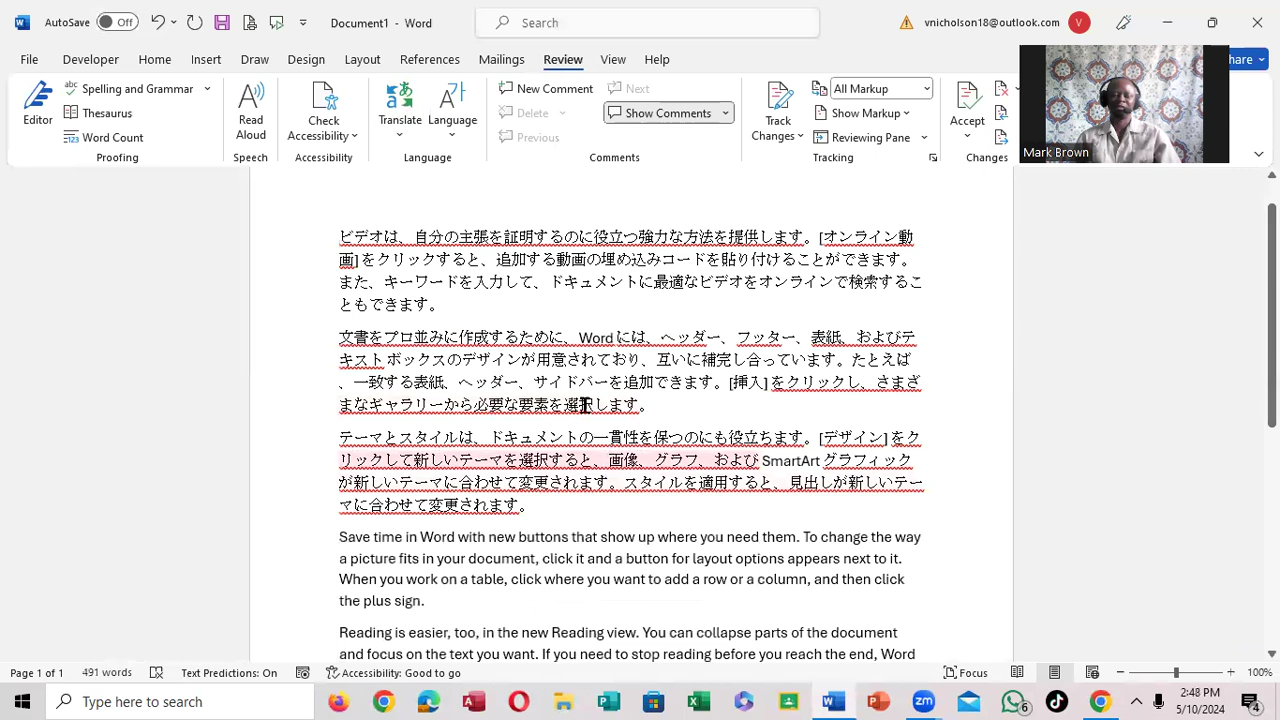 AutoSave Off Document1 - Word Search vnicholson18@outlook.com V
File Developer Home Insert Draw Design Layout References Mailings Review View Help Share
Editor
Spelling and Grammar
Thesaurus
Word Count
Proofing
Read Aloud
Speech
Check Accessibility
Accessibility
Translate
Language
Language
New Comment
Delete
Previous
Next
Show Comments
Comments
Track Changes
All Markup
Show Markup
Reviewing Pane
Tracking
Accept
Changes
Mark Brown
ビデオは、自分の主張を証明するのに役立つ強力な方法を提供します。[オンライン動
画]をクリックすると、追加する動画の埋め込みコードを貼り付けることができます。
また、キーワードを入力して、ドキュメントに最適なビデオをオンラインで検索するこ
ともできます。
文書をプロ並みに作成するために、Word には、ヘッダー、フッター、表紙、およびテ
キスト ボックスのデザインが用意されており、互いに補完し合っています。たとえば
、一致する表紙、ヘッダー、サイドバーを追加できます。[挿入] をクリックし、さまざ
まなギャラリーから必要な要素を選択します。
テーマとスタイルは、ドキュメントの一貫性を保つのにも役立ちます。[デザイン] をク
リックして新しいテーマを選択すると、画像、グラフ、および SmartArt グラフィック
が新しいテーマに合わせて変更されます。スタイルを適用すると、見出しが新しいテー
マに合わせて変更されます。
Save time in Word with new buttons that show up where you need them. To change the way
a picture fits in your document, click it and a button for layout options appears next to it.
When you work on a table, click where you want to add a row or a column, and then click
the plus sign.
Reading is easier, too, in the new Reading view. You can collapse parts of the document
and focus on the text you want. If you need to stop reading before you reach the end, Word
Page 1 of 1 491 words Text Predictions: On Accessibility: Good to go Focus 100%
Type here to search 6 2:48 PM
5/10/2024 4